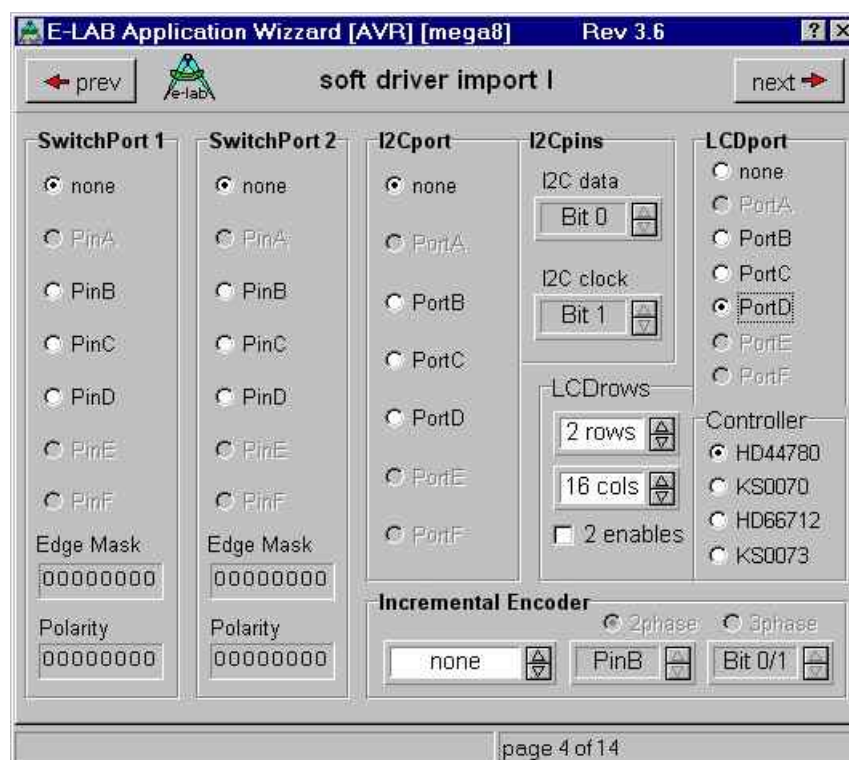 E-LAB Application Wizzard [AVR] [mega8] Rev 3.6 ? X
prev
e-lab
soft driver import I
next
SwitchPort 1
none
PinA
PinB
PinC
PinD
PinE
PinF
Edge Mask
00000000
Polarity
00000000
SwitchPort 2
none
PinA
PinB
PinC
PinD
PinE
PinF
Edge Mask
00000000
Polarity
00000000
I2Cport
none
PortA
PortB
PortC
PortD
PortE
PortF
I2Cpins
I2C data
Bit 0
I2C clock
Bit 1
LCDport
none
PortA
PortB
PortC
PortD
PortE
PortF
LCDrows
2 rows
16 cols
2 enables
Controller
HD44780
KS0070
HD66712
KS0073
Incremental Encoder
2phase 3phase
none PinB Bit 0/1
page 4 of 14